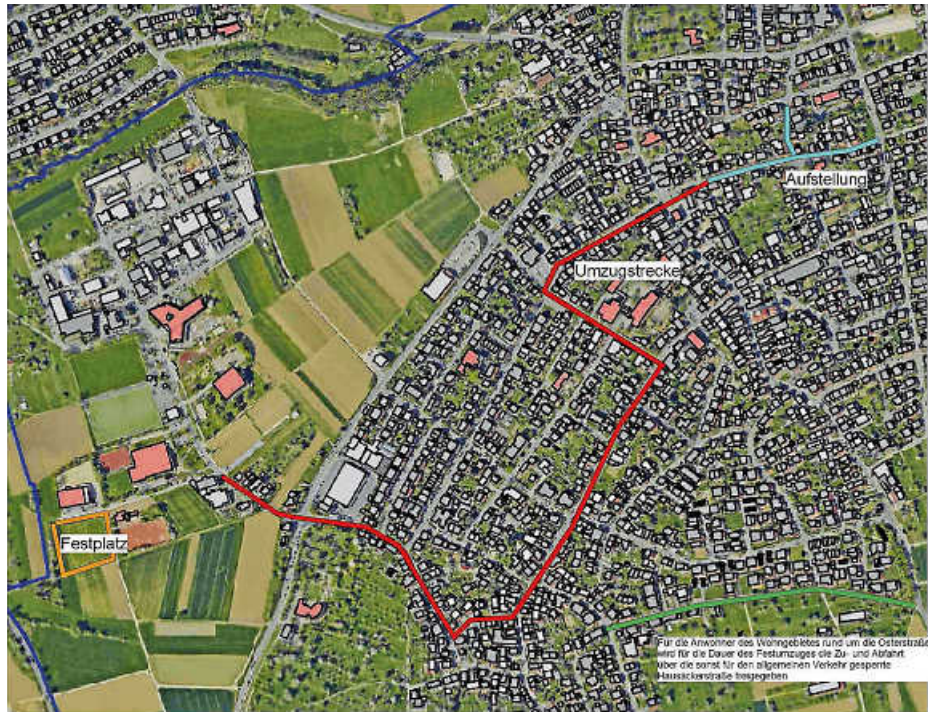 Aufstellung
Umzugstrecke
Festplatz
Für die Anwohner des Wohngebietes rund um die Osterstraße
wird für die Dauer des Festumzuges die Zu- und Abfahrt
über die sonst für den allgemeinen Verkehr gesperrte
Hausäckerstraße freigegeben